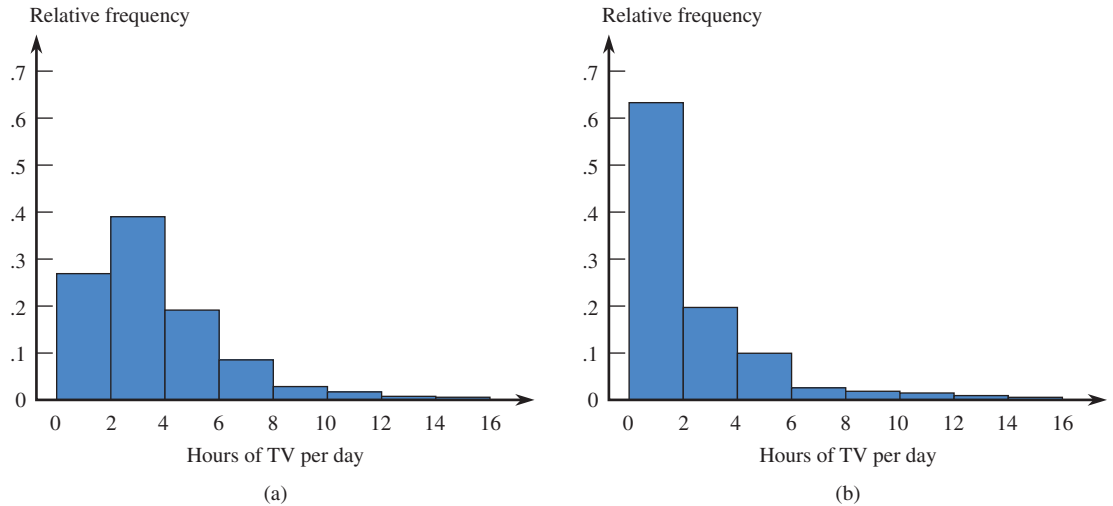 Relative frequency
.7
.6
.5
.4
.3
.2
.1
0
0 2 4 6 8 10 12 14 16
Hours of TV per day
(a)
Relative frequency
.7
.6
.5
.4
.3
.2
.1
0
0 2 4 6 8 10 12 14 16
Hours of TV per day
(b)